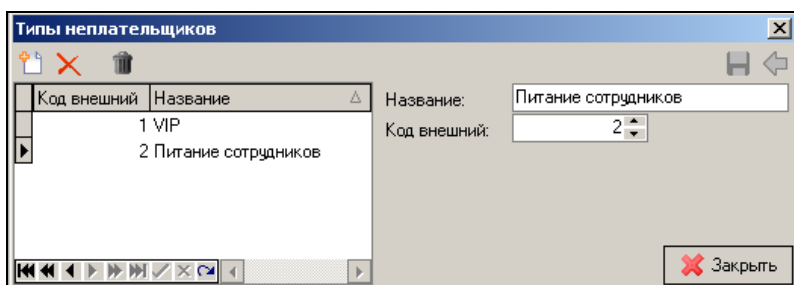 Типы неплательщиков
Код внешний Название
1 VIP
2 Питание сотрудников
Название: Питание сотрудников
Код внешний: 2
Закрыть